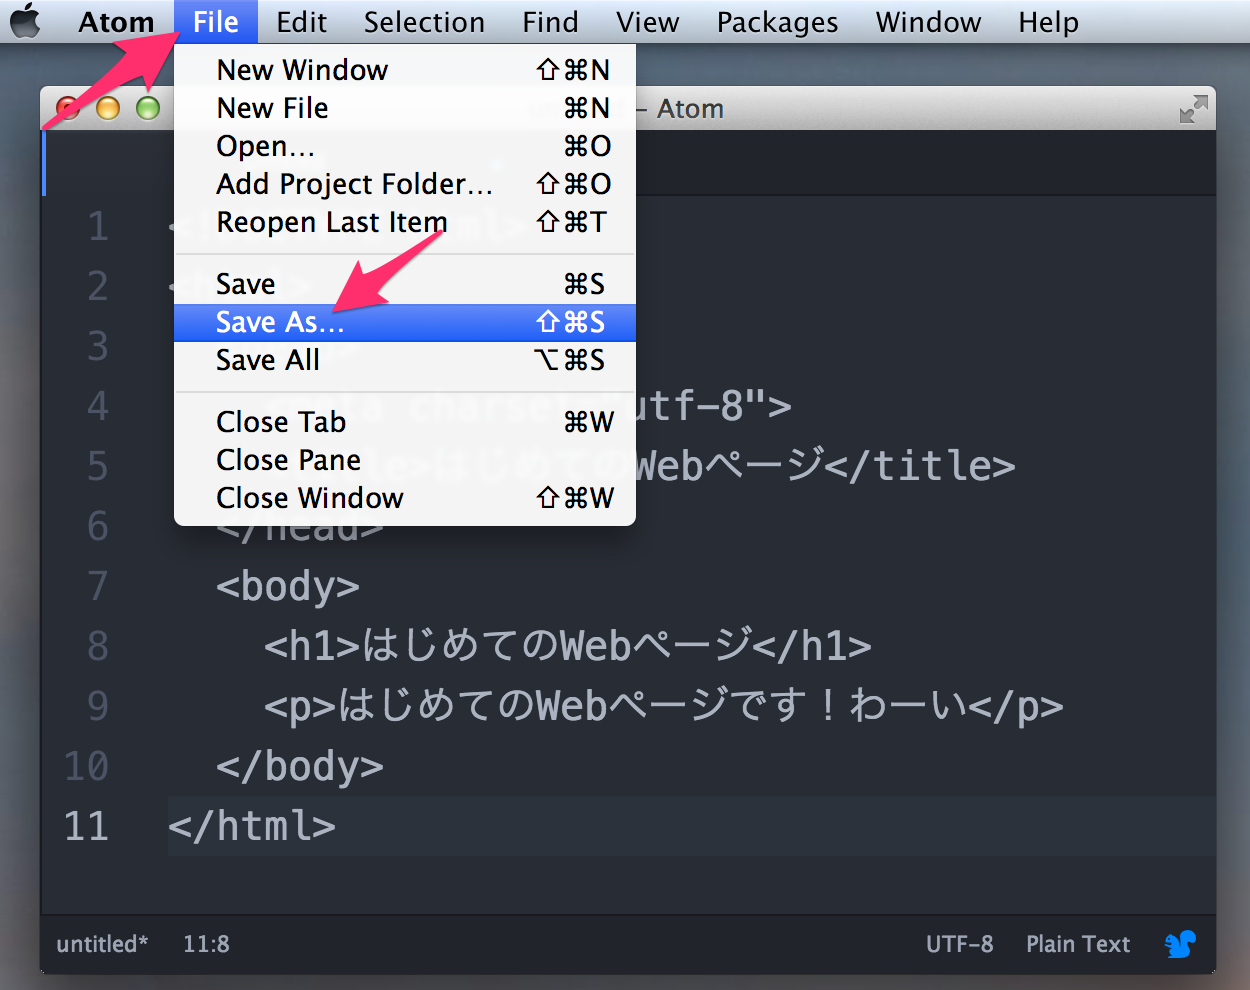 Atom File Edit Selection Find View Packages Window Help
New Window ⇧⌘N
New File ⌘N
Open... ⌘O
Add Project Folder... ⇧⌘O
Reopen Last Item ⇧⌘T
Save ⌘S
Save As... ⇧⌘S
Save All ⌥⌘S
Close Tab ⌘W
Close Pane
Close Window ⇧⌘W
– Atom
1
2
3
4 utf-8">
5 Webページ</title>
6 </head>
7 <body>
8 <h1>はじめてのWebページ</h1>
9 <p>はじめてのWebページです！わーい</p>
10 </body>
11 </html>
untitled* 11:8 UTF-8 Plain Text